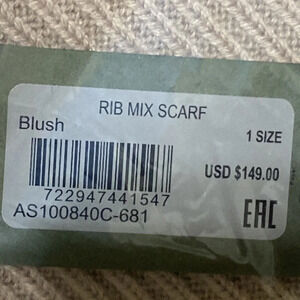 RIB MIX SCARF
Blush
1 SIZE
USD $149.00
722947441547
AS100840C-681
EAC